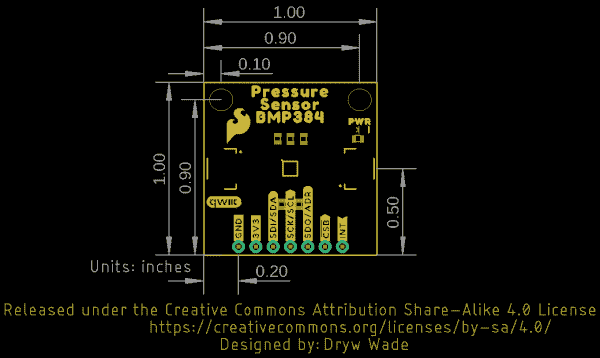 1.00
0.90
0.10
Pressure
Sensor
BMP384
PWR
1.00
0.90
0.50
qwiic
GND
3V3
SDI/SDA
SCK/SCL
SDO/ADR
CSB
INT
Units: inches
0.20
Released under the Creative Commons Attribution Share-Alike 4.0 License
https://creativecommons.org/licenses/by-sa/4.0/
Designed by: Dryw Wade